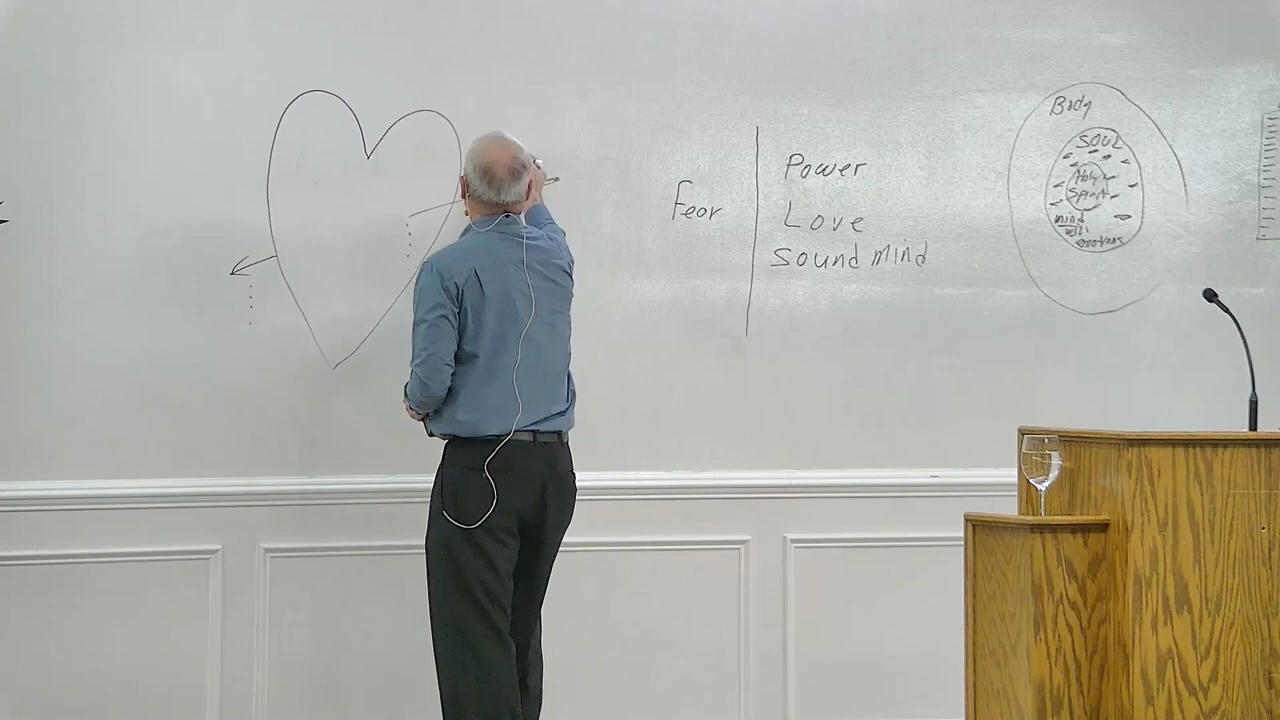 Fear
Power
Love
Sound mind
Body
SOUL
Holy
Spirit
mind
will
emotions